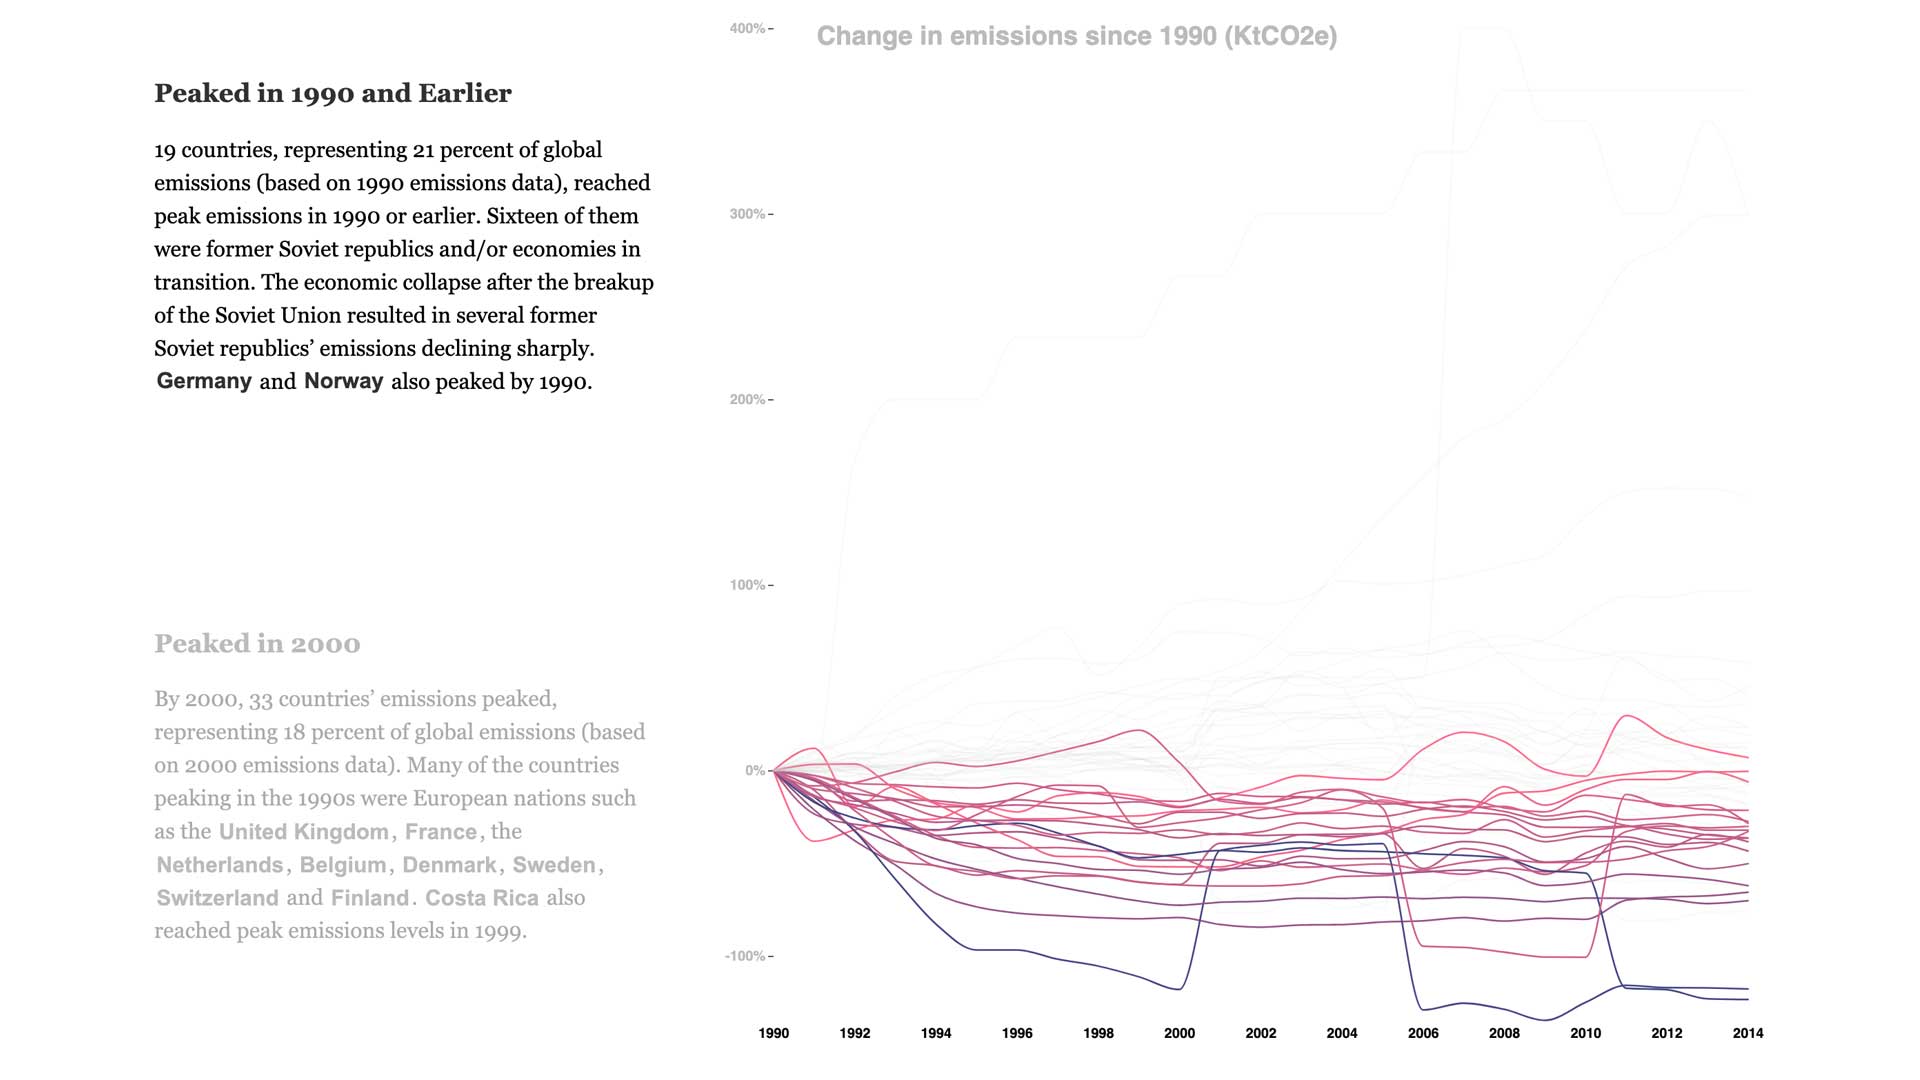 400%
Change in emissions since 1990 (KtCO2e)
Peaked in 1990 and Earlier
19 countries, representing 21 percent of global
emissions (based on 1990 emissions data), reached
peak emissions in 1990 or earlier. Sixteen of them
were former Soviet republics and/or economies in
transition. The economic collapse after the breakup
of the Soviet Union resulted in several former
Soviet republics’ emissions declining sharply.
Germany and Norway also peaked by 1990.
300%
200%
100%
0%
-100%
Peaked in 2000
By 2000, 33 countries’ emissions peaked,
representing 18 percent of global emissions (based
on 2000 emissions data). Many of the countries
peaking in the 1990s were European nations such
as the United Kingdom, France, the
Netherlands, Belgium, Denmark, Sweden,
Switzerland and Finland. Costa Rica also
reached peak emissions levels in 1999.
1990 1992 1994 1996 1998 2000 2002 2004 2006 2008 2010 2012 2014